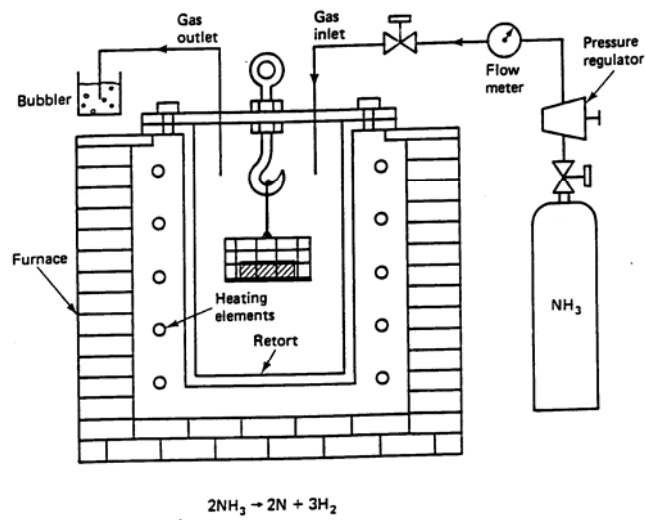 Gas
outlet
Gas
inlet
Bubbler
Flow
meter
Pressure
regulator
Furnace
Heating
elements
Retort
NH₃
2NH₃ → 2N + 3H₂